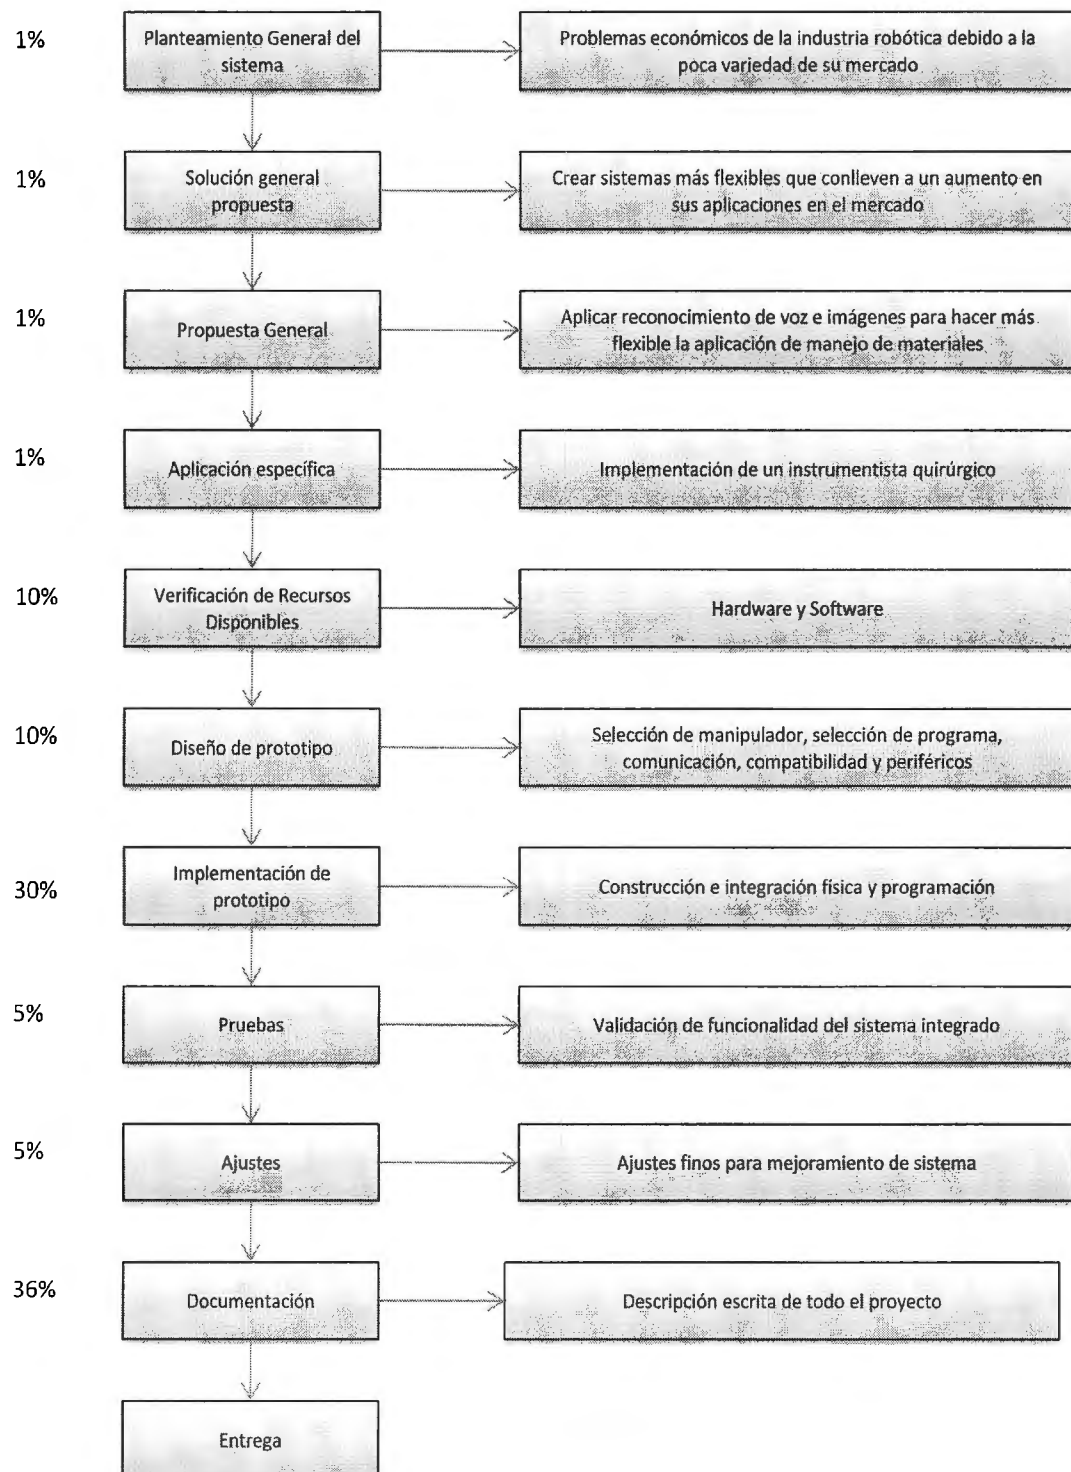 1%
Planteamiento General del
sistema
Problemas económicos de la industria robótica debido a la
poca variedad de su mercado
1%
Solución general
propuesta
Crear sistemas más flexibles que conlleven a un aumento en
sus aplicaciones en el mercado
1%
Propuesta General
Aplicar reconocimiento de voz e imágenes para hacer más
flexible la aplicación de manejo de materiales
1%
Aplicación específica
Implementación de un instrumentista quirúrgico
10%
Verificación de Recursos
Disponibles
Hardware y Software
10%
Diseño de prototipo
Selección de manipulador, selección de programa,
comunicación, compatibilidad y periféricos
30%
Implementación de
prototipo
Construcción e integración física y programación
5%
Pruebas
Validación de funcionalidad del sistema integrado
5%
Ajustes
Ajustes finos para mejoramiento de sistema
36%
Documentación
Descripción escrita de todo el proyecto
Entrega